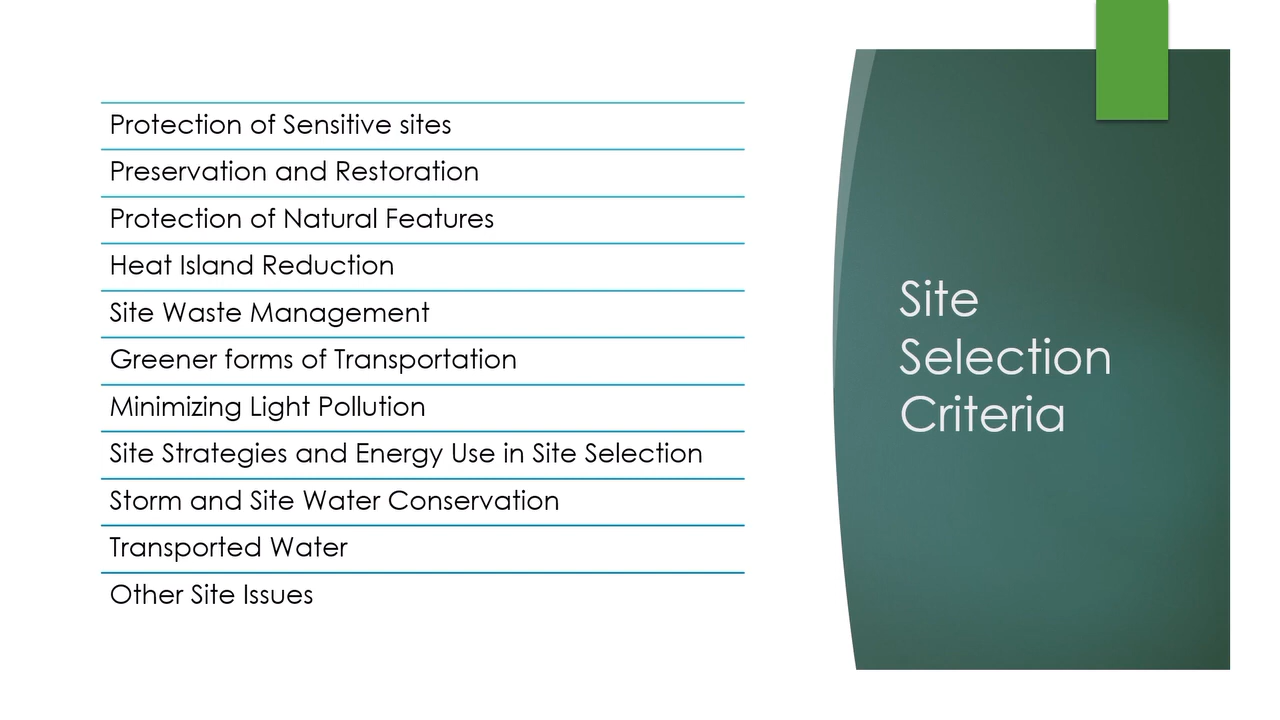 Protection of Sensitive sites
Preservation and Restoration
Protection of Natural Features
Heat Island Reduction
Site Waste Management
Greener forms of Transportation
Minimizing Light Pollution
Site Strategies and Energy Use in Site Selection
Storm and Site Water Conservation
Transported Water
Other Site Issues
Site
Selection
Criteria